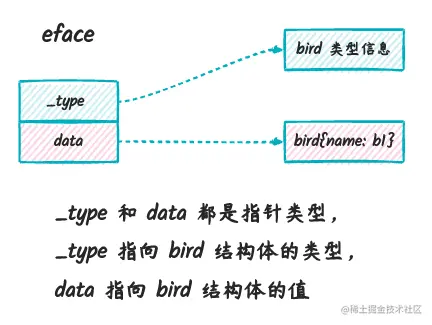 eface
bird 类型信息
_type
data
bird{name: b1}
_type 和 data 都是指针类型，
_type 指向 bird 结构体的类型，
data 指向 bird 结构体的值
@稀土掘金技术社区